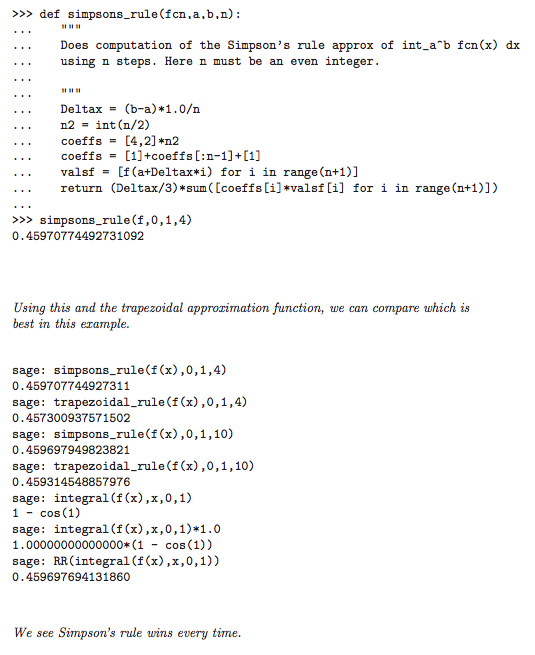 >>> def simpsons_rule(fcn,a,b,n):
... """
... Does computation of the Simpson's rule approx of int_a^b fcn(x) dx
... using n steps. Here n must be an even integer.
...
... """
... Deltax = (b-a)*1.0/n
... n2 = int(n/2)
... coeffs = [4,2]*n2
... coeffs = [1]+coeffs[:n-1]+[1]
... valsf = [f(a+Deltax*i) for i in range(n+1)]
... return (Deltax/3)*sum([coeffs[i]*valsf[i] for i in range(n+1)])
...
>>> simpsons_rule(f,0,1,4)
0.45970774492731092
Using this and the trapezoidal approximation function, we can compare which is
best in this example.
sage: simpsons_rule(f(x),0,1,4)
0.459707744927311
sage: trapezoidal_rule(f(x),0,1,4)
0.457300937571502
sage: simpsons_rule(f(x),0,1,10)
0.459697949823821
sage: trapezoidal_rule(f(x),0,1,10)
0.459314548857976
sage: integral(f(x),x,0,1)
1 - cos(1)
sage: integral(f(x),x,0,1)*1.0
1.00000000000000*(1 - cos(1))
sage: RR(integral(f(x),x,0,1))
0.459697694131860
We see Simpson's rule wins every time.